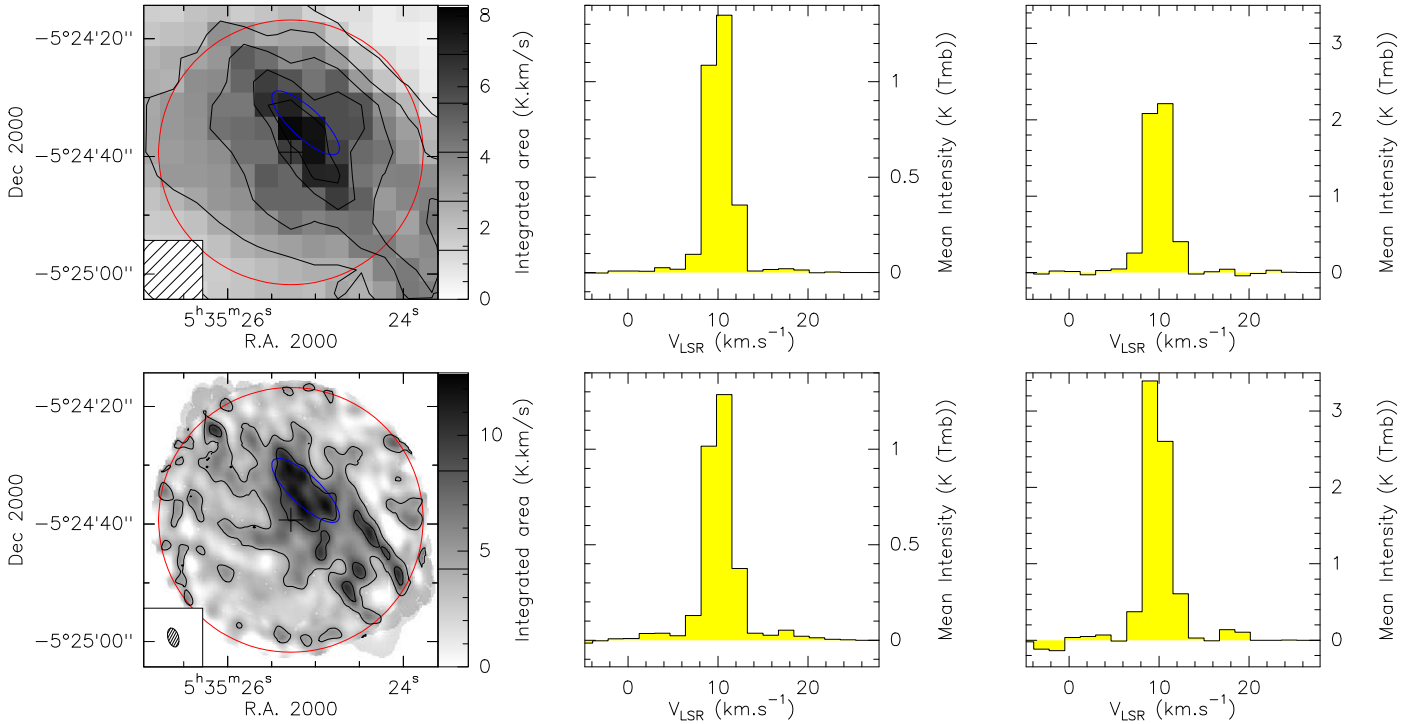 −5°24'20"
−5°24'40"
−5°25'00"
Dec 2000
5ʰ35ᵐ26ˢ
24ˢ
R.A. 2000
8
6
4
2
0
Integrated area (K.km/s)
1
0.5
0
Mean Intensity (K (Tmb))
0
10
20
V_LSR (km.s⁻¹)
3
2
1
0
Mean Intensity (K (Tmb))
0
10
20
V_LSR (km.s⁻¹)
−5°24'20"
−5°24'40"
−5°25'00"
Dec 2000
5ʰ35ᵐ26ˢ
24ˢ
R.A. 2000
10
5
0
Integrated area (K.km/s)
1
0.5
0
Mean Intensity (K (Tmb))
0
10
20
V_LSR (km.s⁻¹)
3
2
1
0
Mean Intensity (K (Tmb))
0
10
20
V_LSR (km.s⁻¹)